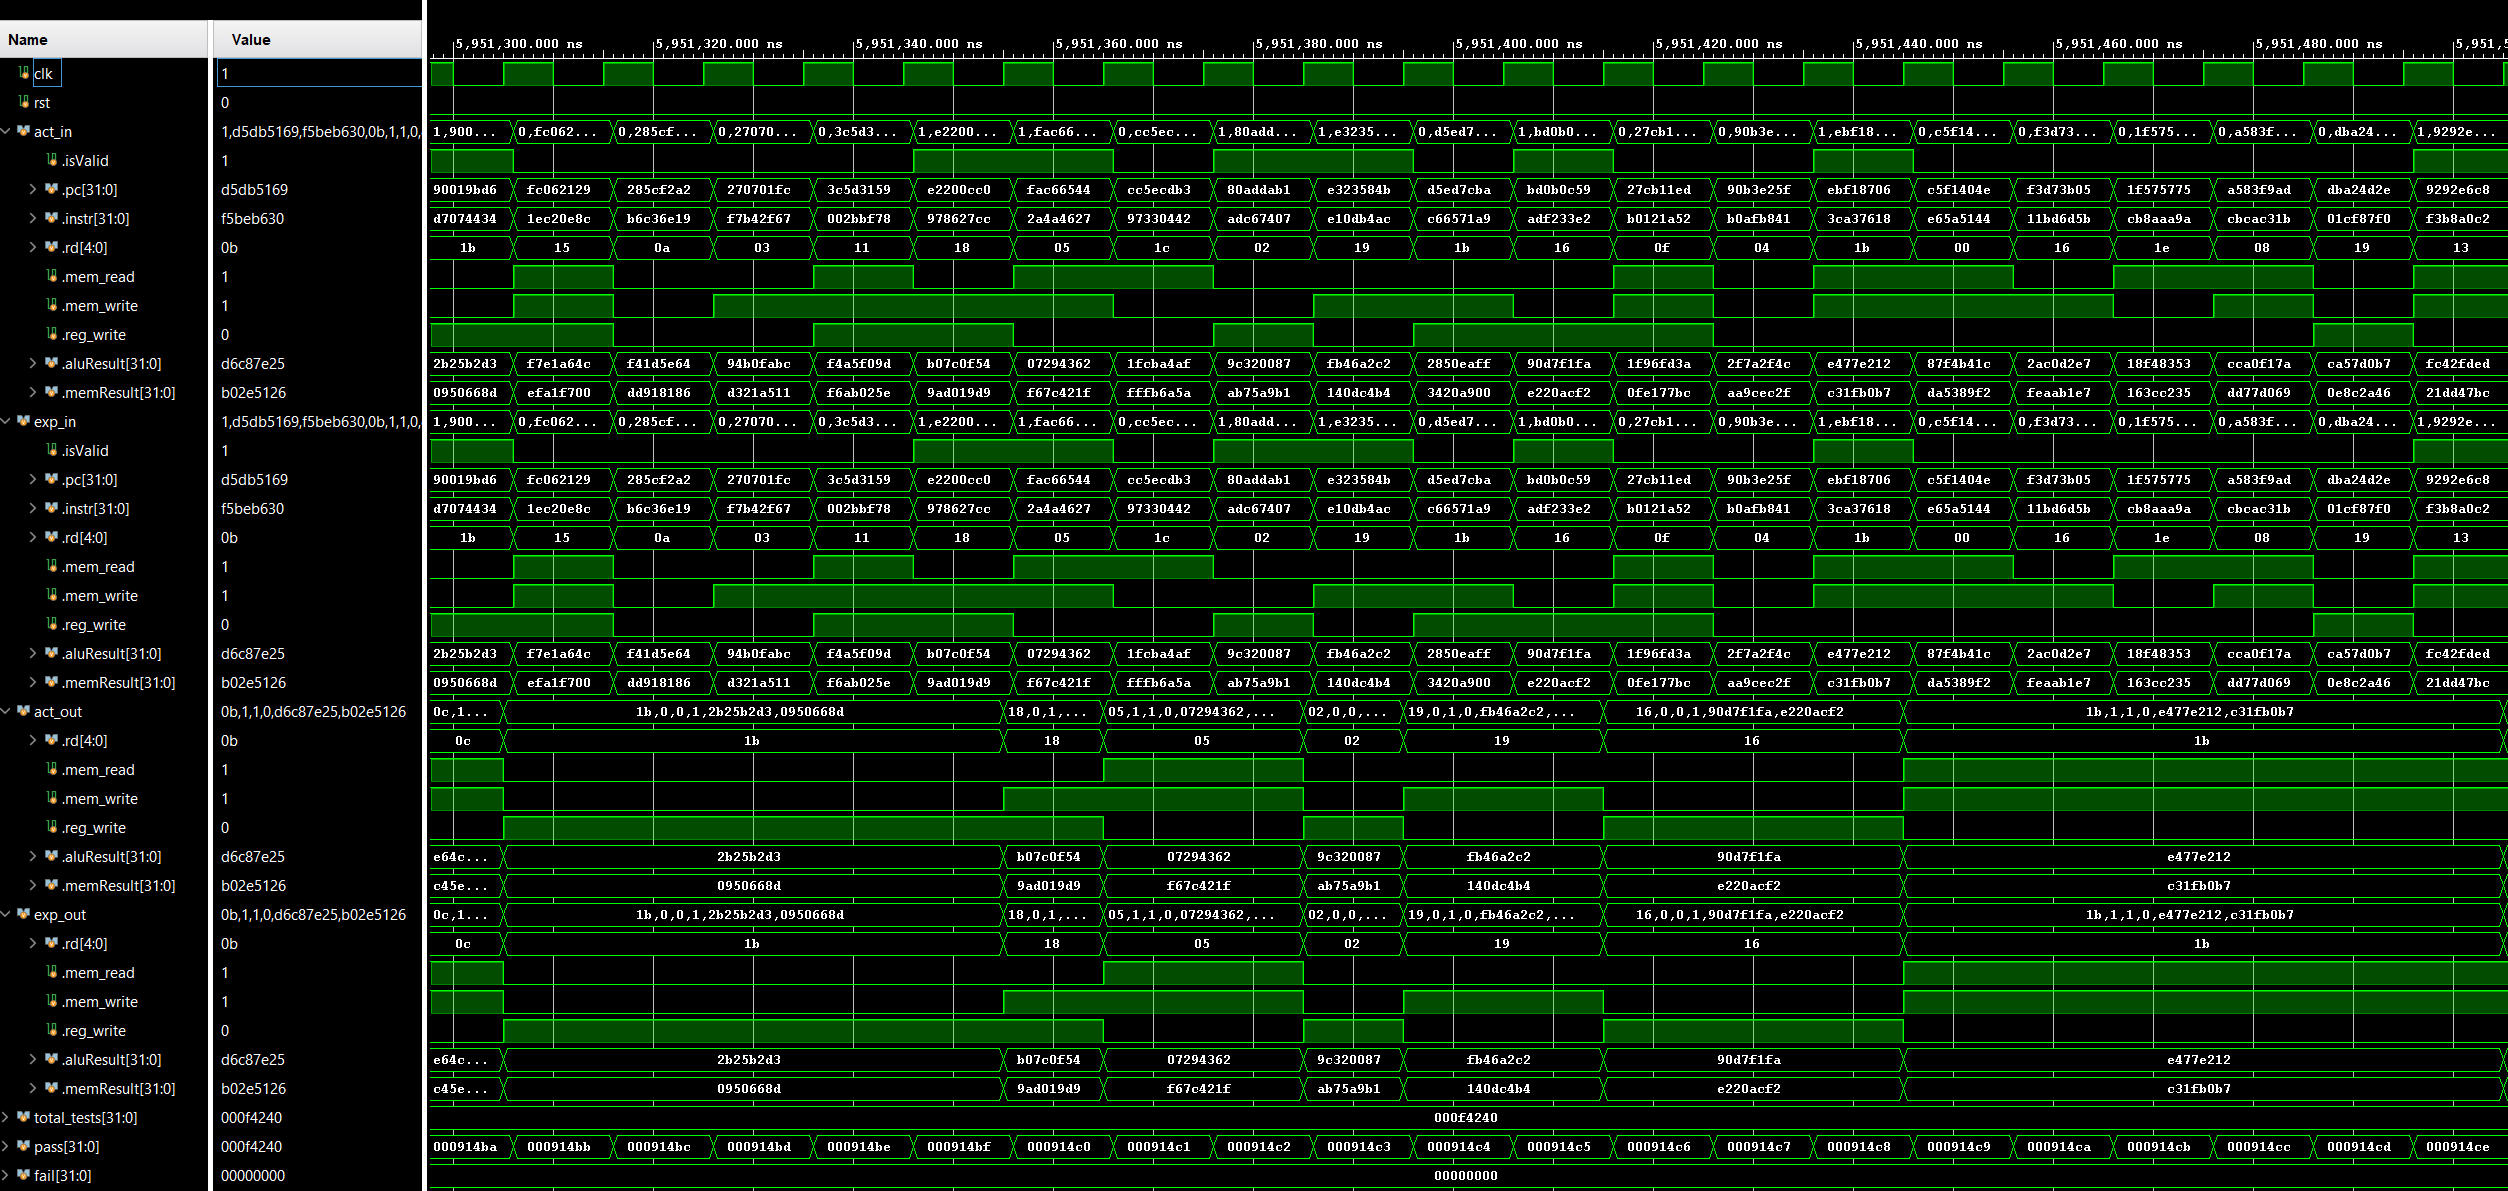 Name Value 5,951,300.000 ns 5,951,320.000 ns 5,951,340.000 ns 5,951,360.000 ns 5,951,380.000 ns 5,951,400.000 ns 5,951,420.000 ns 5,951,440.000 ns 5,951,460.000 ns 5,951,480.000 ns 5,951,5
clk 1
rst 0
act_in 1,d5db5169,f5beb630,0b,1,1,0, 1,900... 0,fc062... 0,285cf... 0,27070... 0,3c5d3... 1,e2200... 1,fac66... 0,cc5ec... 1,80add... 1,e3235... 0,d5ed7... 1,bd0b0... 0,27cb1... 0,90b3e... 1,ebf18... 0,c5f14... 0,f3d73... 0,1f575... 0,a583f... 0,dba24... 1,9292e...
.isValid 1
.pc[31:0] d5db5169 90019bd6 fc062129 285cf2a2 270701fc 3c5d3159 e2200cc0 fac66544 cc5ecdb3 80addab1 e323584b d5ed7cba bd0b0c59 27cb11ed 90b3e25f ebf18706 c5f1404e f3d73b05 1f575775 a583f9ad dba24d2e 9292e6c8
.instr[31:0] f5beb630 d7074434 1ec20e8c b6c36e19 f7b42f67 002bbf78 978627cc 2a4a4627 97330442 adc67407 e10db4ac c66571a9 adf233e2 b0121a52 b0afb841 3ca37618 e65a5144 11bd6d5b cb8aaa9a cbcac31b 01cf87f0 f3b8a0c2
.rd[4:0] 0b 1b 15 0a 03 11 18 05 1c 02 19 1b 16 0f 04 1b 00 16 1e 08 19 13
.mem_read 1
.mem_write 1
.reg_write 0
.aluResult[31:0] d6c87e25 2b25b2d3 f7e1a64c f41d5e64 94b0fabc f4a5f09d b07c0f54 07294362 1fcba4af 9c320087 fb46a2c2 2850eaff 90d7f1fa 1f96fd3a 2f7a2f4c e477e212 87f4b41c 2ac0d2e7 18f48353 cca0f17a ca57d0b7 fc42fded
.memResult[31:0] b02e5126 0950668d efa1f700 dd918186 d321a511 f6ab025e 9ad019d9 f67c421f fffb6a5a ab75a9b1 140dc4b4 3420a900 e220acf2 0fe177bc aa9cec2f c31fb0b7 da5389f2 feaab1e7 163cc235 dd77d069 0e8c2a46 21dd47bc
exp_in 1,d5db5169,f5beb630,0b,1,1,0, 1,900... 0,fc062... 0,285cf... 0,27070... 0,3c5d3... 1,e2200... 1,fac66... 0,cc5ec... 1,80add... 1,e3235... 0,d5ed7... 1,bd0b0... 0,27cb1... 0,90b3e... 1,ebf18... 0,c5f14... 0,f3d73... 0,1f575... 0,a583f... 0,dba24... 1,9292e...
.isValid 1
.pc[31:0] d5db5169 90019bd6 fc062129 285cf2a2 270701fc 3c5d3159 e2200cc0 fac66544 cc5ecdb3 80addab1 e323584b d5ed7cba bd0b0c59 27cb11ed 90b3e25f ebf18706 c5f1404e f3d73b05 1f575775 a583f9ad dba24d2e 9292e6c8
.instr[31:0] f5beb630 d7074434 1ec20e8c b6c36e19 f7b42f67 002bbf78 978627cc 2a4a4627 97330442 adc67407 e10db4ac c66571a9 adf233e2 b0121a52 b0afb841 3ca37618 e65a5144 11bd6d5b cb8aaa9a cbcac31b 01cf87f0 f3b8a0c2
.rd[4:0] 0b 1b 15 0a 03 11 18 05 1c 02 19 1b 16 0f 04 1b 00 16 1e 08 19 13
.mem_read 1
.mem_write 1
.reg_write 0
.aluResult[31:0] d6c87e25 2b25b2d3 f7e1a64c f41d5e64 94b0fabc f4a5f09d b07c0f54 07294362 1fcba4af 9c320087 fb46a2c2 2850eaff 90d7f1fa 1f96fd3a 2f7a2f4c e477e212 87f4b41c 2ac0d2e7 18f48353 cca0f17a ca57d0b7 fc42fded
.memResult[31:0] b02e5126 0950668d efa1f700 dd918186 d321a511 f6ab025e 9ad019d9 f67c421f fffb6a5a ab75a9b1 140dc4b4 3420a900 e220acf2 0fe177bc aa9cec2f c31fb0b7 da5389f2 feaab1e7 163cc235 dd77d069 0e8c2a46 21dd47bc
act_out 0b,1,1,0,d6c87e25,b02e5126 0c,1... 1b,0,0,1,2b25b2d3,0950668d 18,0,1,... 05,1,1,0,07294362,... 02,0,0,... 19,0,1,0,fb46a2c2,... 16,0,0,1,90d7f1fa,e220acf2 1b,1,1,0,e477e212,c31fb0b7
.rd[4:0] 0b 0c 1b 18 05 02 19 16 1b
.mem_read 1
.mem_write 1
.reg_write 0
.aluResult[31:0] d6c87e25 e64c... 2b25b2d3 b07c0f54 07294362 9c320087 fb46a2c2 90d7f1fa e477e212
.memResult[31:0] b02e5126 c45e... 0950668d 9ad019d9 f67c421f ab75a9b1 140dc4b4 e220acf2 c31fb0b7
exp_out 0b,1,1,0,d6c87e25,b02e5126 0c,1... 1b,0,0,1,2b25b2d3,0950668d 18,0,1,... 05,1,1,0,07294362,... 02,0,0,... 19,0,1,0,fb46a2c2,... 16,0,0,1,90d7f1fa,e220acf2 1b,1,1,0,e477e212,c31fb0b7
.rd[4:0] 0b 0c 1b 18 05 02 19 16 1b
.mem_read 1
.mem_write 1
.reg_write 0
.aluResult[31:0] d6c87e25 e64c... 2b25b2d3 b07c0f54 07294362 9c320087 fb46a2c2 90d7f1fa e477e212
.memResult[31:0] b02e5126 c45e... 0950668d 9ad019d9 f67c421f ab75a9b1 140dc4b4 e220acf2 c31fb0b7
total_tests[31:0] 000f4240 000f4240
pass[31:0] 000f4240 000914ba 000914bb 000914bc 000914bd 000914be 000914bf 000914c0 000914c1 000914c2 000914c3 000914c4 000914c5 000914c6 000914c7 000914c8 000914c9 000914ca 000914cb 000914cc 000914cd 000914ce
fail[31:0] 00000000 00000000